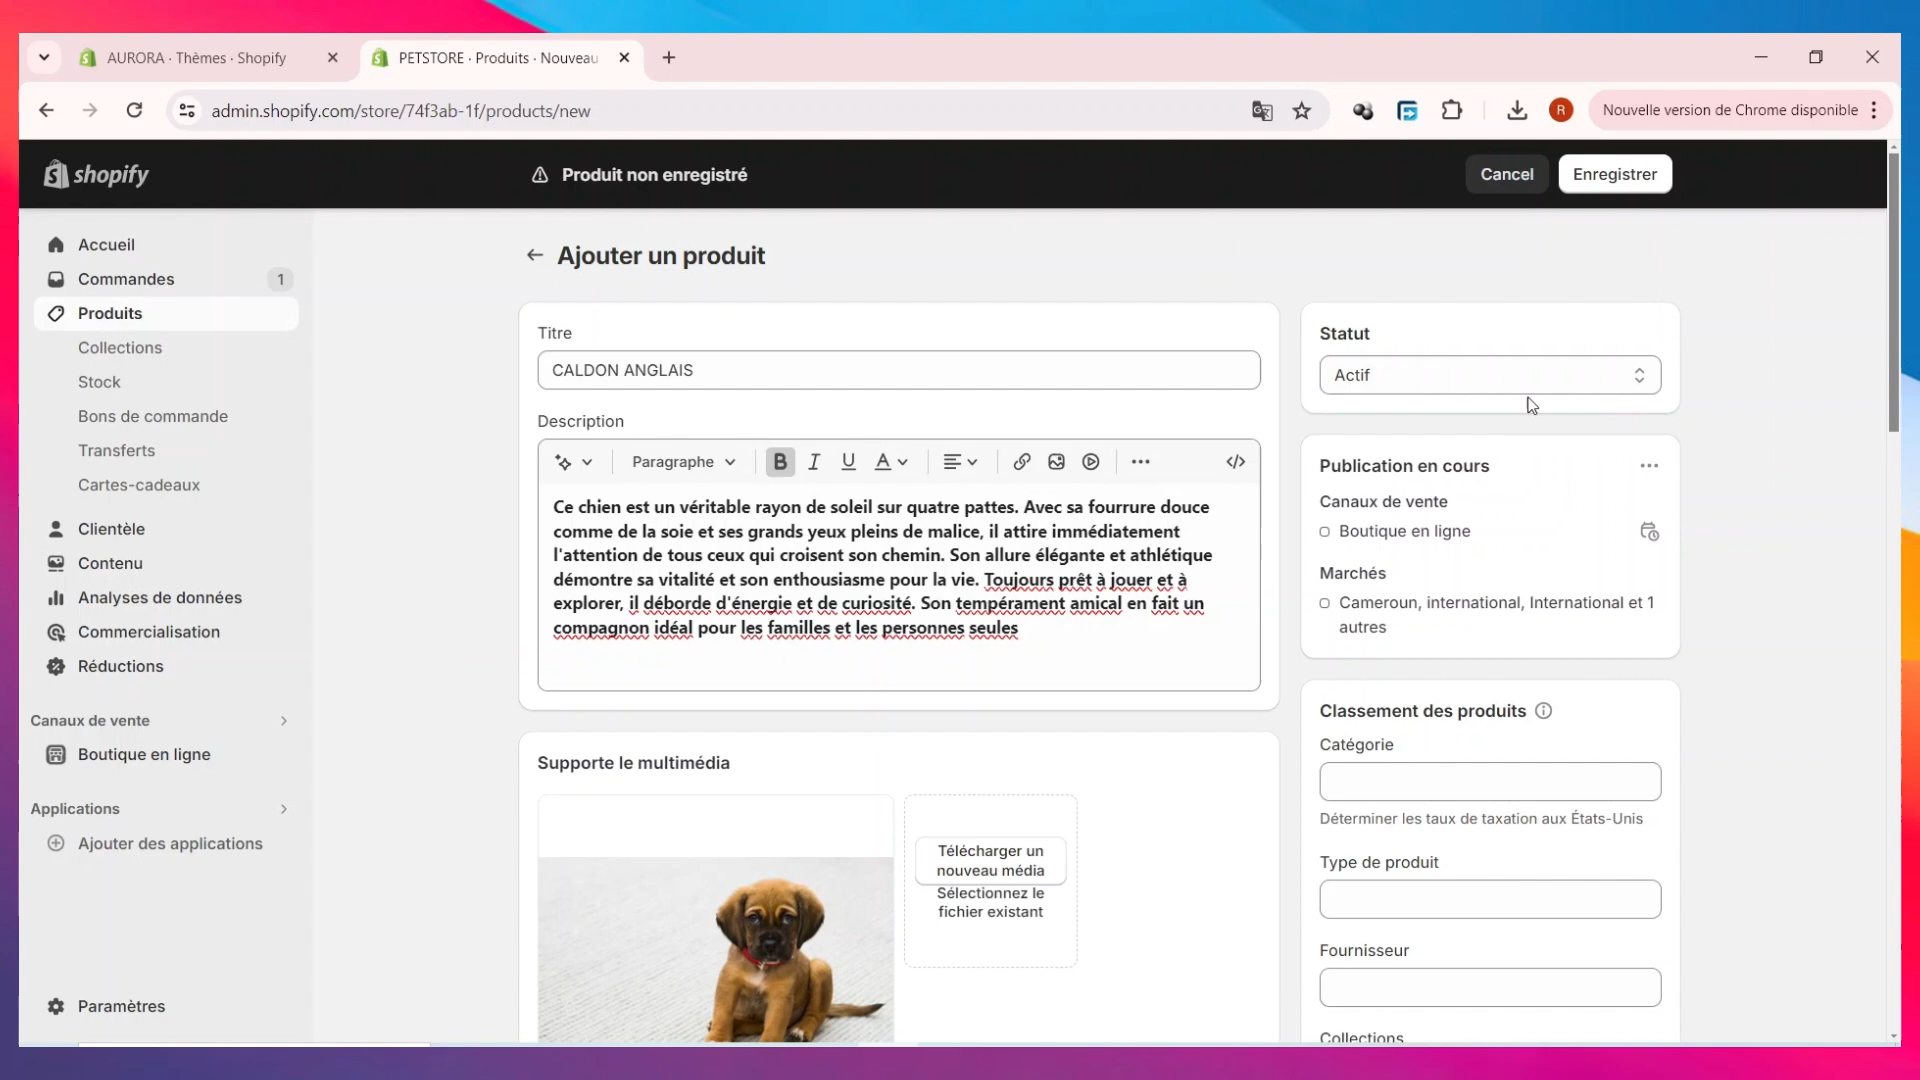 AURORA · Thèmes · Shopify
PETSTORE · Produits · Nouveau
admin.shopify.com/store/74f3ab-1f/products/new
R
Nouvelle version de Chrome disponible
shopify
Produit non enregistré
Cancel
Enregistrer
Accueil
Commandes
1
Produits
Collections
Stock
Bons de commande
Transferts
Cartes-cadeaux
Clientèle
Contenu
Analyses de données
Commercialisation
Réductions
Canaux de vente
Boutique en ligne
Applications
Ajouter des applications
Paramètres
Ajouter un produit
Titre
CALDON ANGLAIS
Description
Paragraphe
B
I
U
A
Ce chien est un véritable rayon de soleil sur quatre pattes. Avec sa fourrure douce
comme de la soie et ses grands yeux pleins de malice, il attire immédiatement
l'attention de tous ceux qui croisent son chemin. Son allure élégante et athlétique
démontre sa vitalité et son enthousiasme pour la vie. Toujours prêt à jouer et à
explorer, il déborde d'énergie et de curiosité. Son tempérament amical en fait un
compagnon idéal pour les familles et les personnes seules
Supporte le multimédia
Télécharger un
nouveau média
Sélectionnez le
fichier existant
Statut
Actif
Publication en cours
Canaux de vente
Boutique en ligne
Marchés
Cameroun, international, International et 1
autres
Classement des produits
Catégorie
Déterminer les taux de taxation aux États-Unis
Type de produit
Fournisseur
Collections